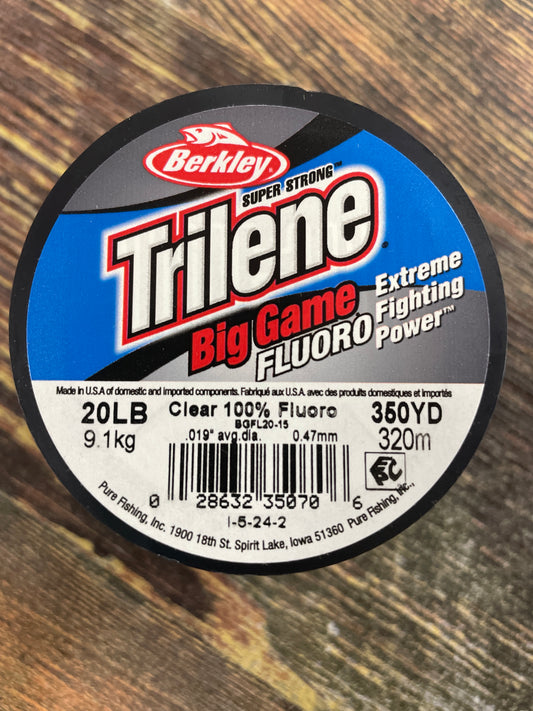 Berkley
SUPER STRONG™
Trilene®
Big Game
FLUORO
Extreme
Fighting
Power™
Made in U.S.A of domestic and imported components. Fabriqué aux U.S.A. avec des produits domestiques et importés
20LB Clear 100% Fluoro 350YD
BGFL20-15
9.1kg .019" avg.dia. 0.47mm 320m
0 28632 35070 6
I-5-24-2
Pure Fishing, Inc. 1900 18th St. Spirit Lake, Iowa 51360 Pure Fishing, Inc.,